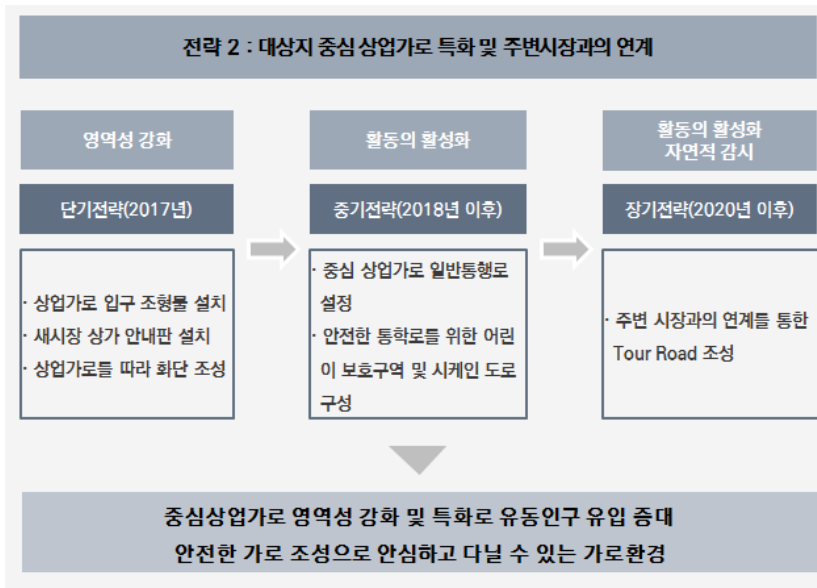 전략 2 : 대상지 중심 상업가로 특화 및 주변시장과의 연계
영역성 강화
단기전략(2017년)
· 상업가로 입구 조형물 설치
· 새시장 상가 안내판 설치
· 상업가로를 따라 화단 조성
활동의 활성화
중기전략(2018년 이후)
· 중심 상업가로 일반통행로
설정
· 안전한 통학로를 위한 어린
이 보호구역 및 시케인 도로
구성
활동의 활성화
자연적 감시
장기전략(2020년 이후)
· 주변 시장과의 연계를 통한
Tour Road 조성
중심상업가로 영역성 강화 및 특화로 유동인구 유입 증대
안전한 가로 조성으로 안심하고 다닐 수 있는 가로환경